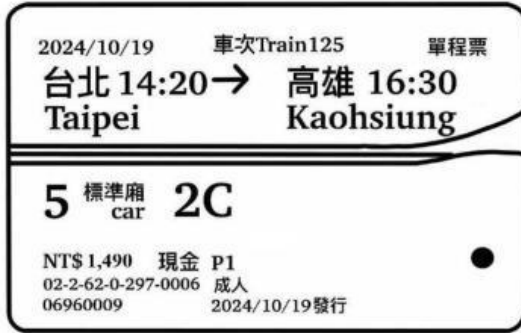 2024/10/19 車次Train125 單程票
台北 14:20→ 高雄 16:30
Taipei Kaohsiung
5 標準廂 car 2C
NT$ 1,490 現金 P1
02-2-62-0-297-0006 成人
06960009 2024/10/19發行